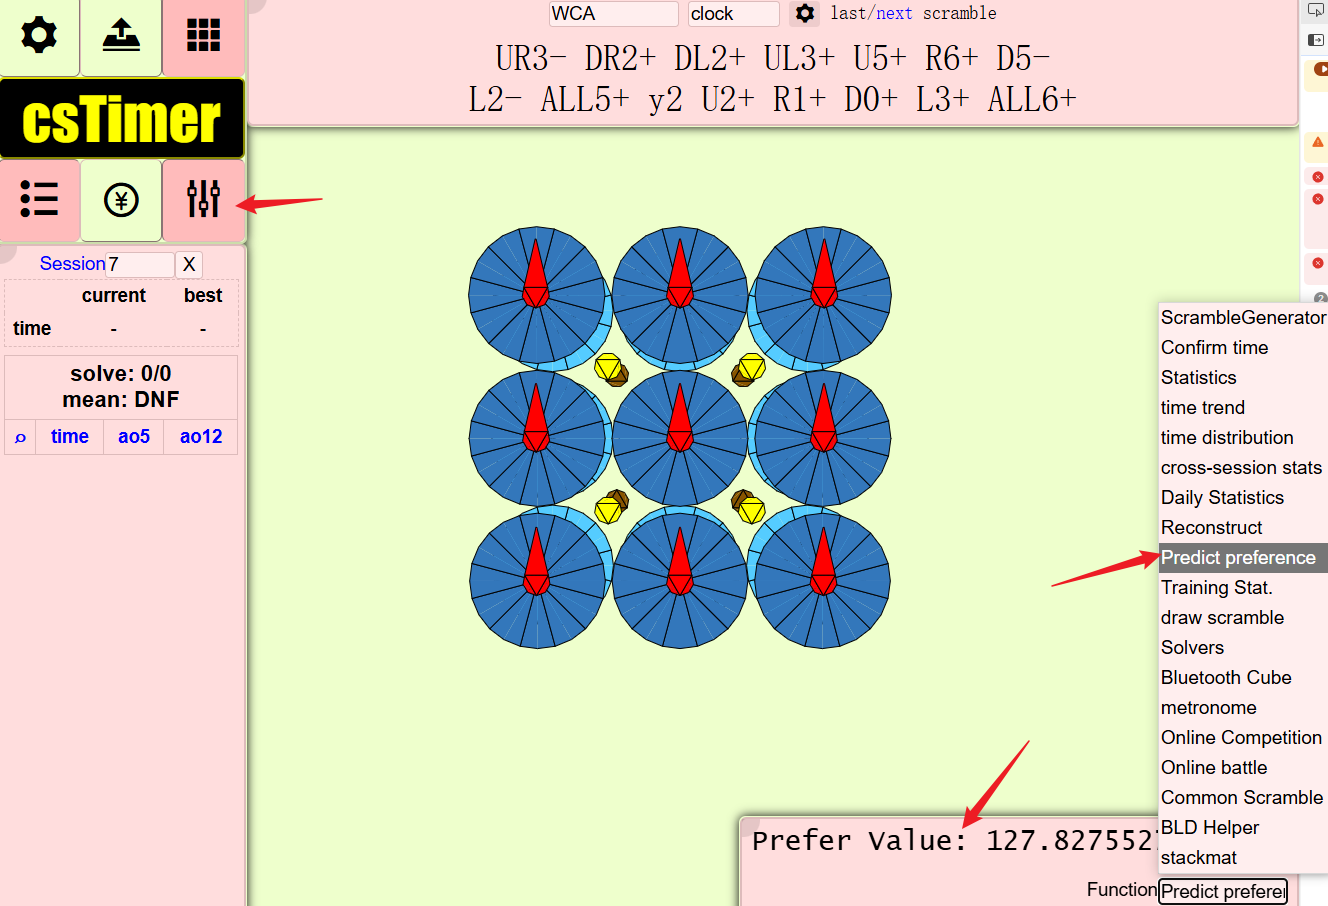 WCA clock last/next scramble
UR3- DR2+ DL2+ UL3+ U5+ R6+ D5-
L2- ALL5+ y2 U2+ R1+ D0+ L3+ ALL6+
csTimer
¥
Session 7 X
current best
time - -
solve: 0/0
mean: DNF
time ao5 ao12
ScrambleGenerator
Confirm time
Statistics
time trend
time distribution
cross-session stats
Daily Statistics
Reconstruct
Predict preference
Training Stat.
draw scramble
Solvers
Bluetooth Cube
metronome
Online Competition
Online battle
Common Scramble
BLD Helper
stackmat
Prefer Value: 127.827552
Function Predict prefere
2